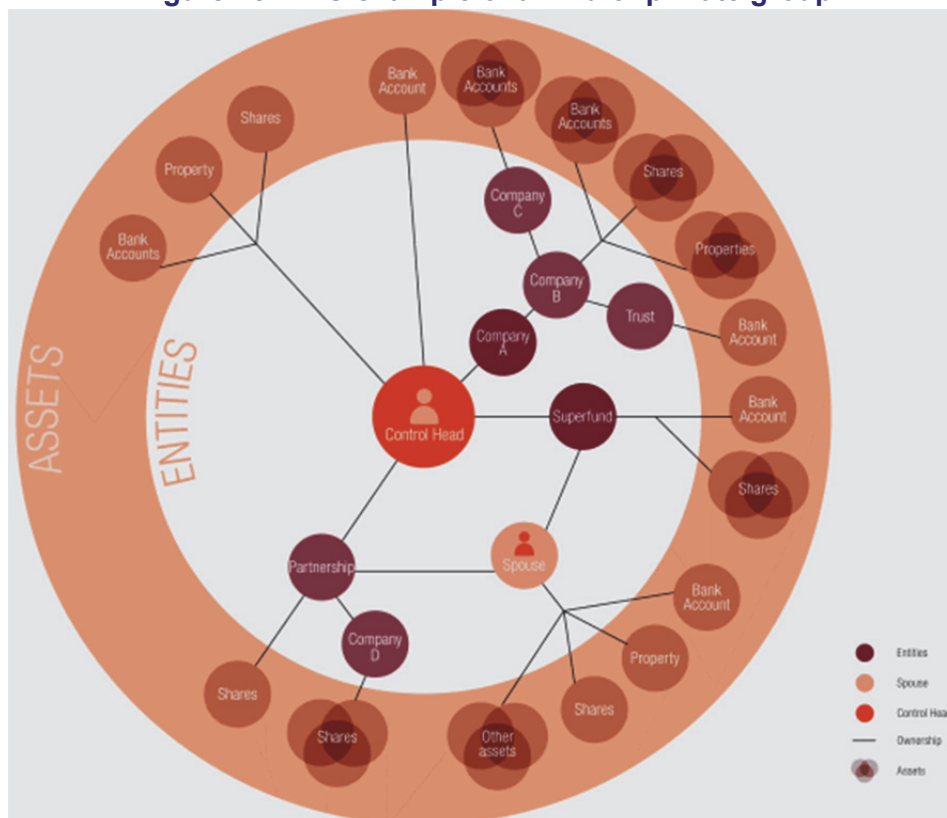 Bank
Account
Bank
Accounts
Bank
Accounts
Shares
Shares
Property
Company
C
Properties
Bank
Accounts
Company
B
Trust
Bank
Account
Company
A
ASSETS
ENTITIES
Control Head
Superfund
Bank
Account
Shares
Partnership
Spouse
Bank
Account
Company
D
Property
Shares
Shares
Shares
Other
assets
Entities
Spouse
Control Hea
Ownership
Assets